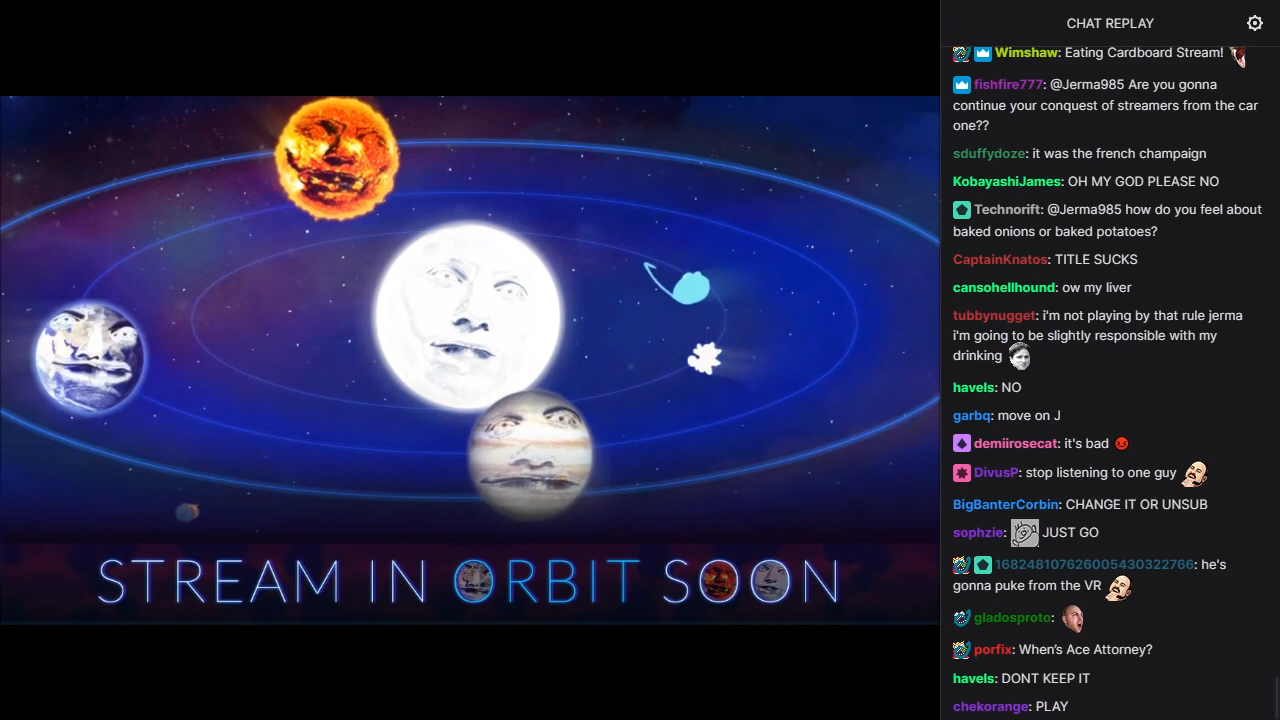 STREAM IN ORBIT SOON
CHAT REPLAY
Wimshaw: Eating Cardboard Stream!
fishfire777: @Jerma985 Are you gonna
continue your conquest of streamers from the car
one??
sduffydoze: it was the french champaign
KobayashiJames: OH MY GOD PLEASE NO
Technorift: @Jerma985 how do you feel about
baked onions or baked potatoes?
CaptainKnatos: TITLE SUCKS
cansohellhound: ow my liver
tubbynugget: i'm not playing by that rule jerma
i'm going to be slightly responsible with my
drinking
havels: NO
garbq: move on J
demiirosecat: it's bad
DivusP: stop listening to one guy
BigBanterCorbin: CHANGE IT OR UNSUB
sophzie: JUST GO
168248107626005430322766: he's
gonna puke from the VR
gladosproto:
porfix: When's Ace Attorney?
havels: DONT KEEP IT
chekorange: PLAY